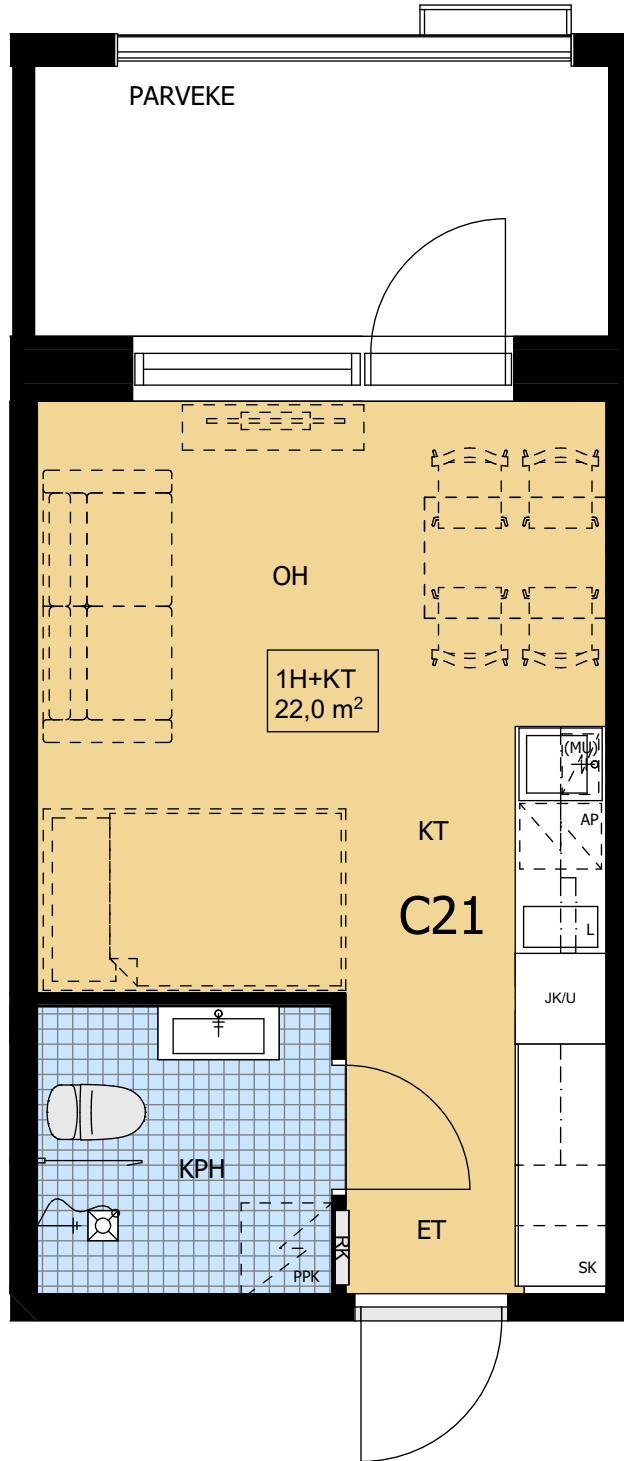 PARVEKE
OH
1H+KT
22,0 m²
(MU)
KT
AP
C21
L
JK/U
KPH
ET
RK
PPK
SK